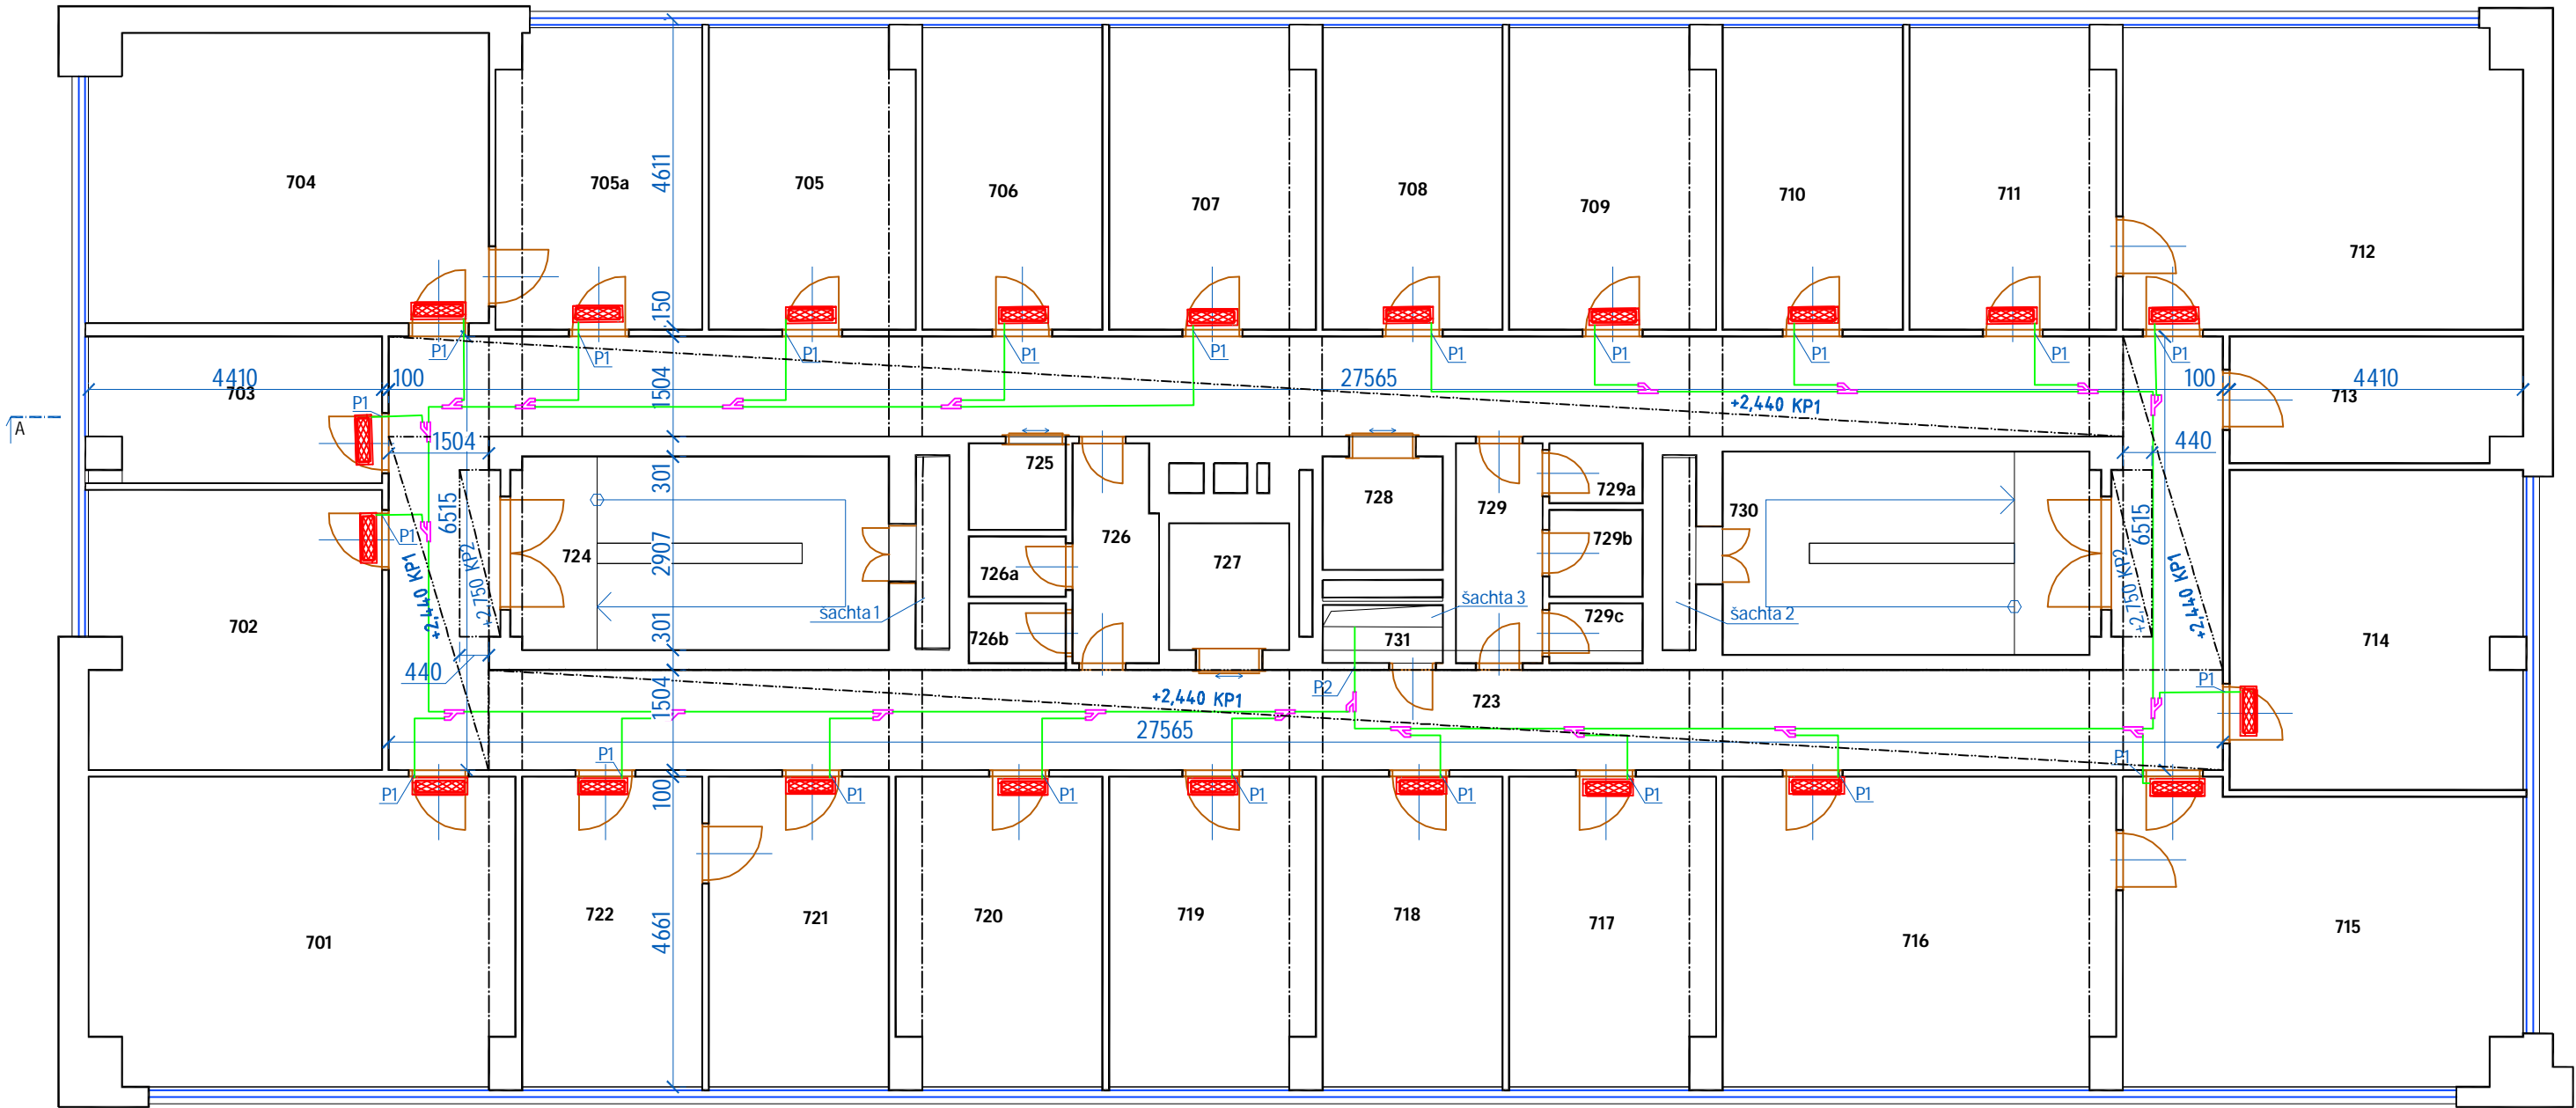 704
705a
705
706
707
708
709
710
711
712
4611
150
P1
P1
P1
P1
P1
P1
P1
P1
P1
P1
4410
703
100
1504
27565
+2,440 KP1
100
4410
713
A
P1
1504
440
301
725
728
729
729a
730
6515
P1
+2,440 KP1
+2,750 KP2
724
2907
726
726a
727
729b
6515
+2,750 KP2
+2,440 KP1
šachta 1
šachta 3
šachta 2
702
301
726b
731
729c
714
440
1504
P2
+2,440 KP1
723
P1
27565
P1
P1
P1
100
P1
P1
P1
P1
P1
P1
701
722
4661
721
720
719
718
717
716
715